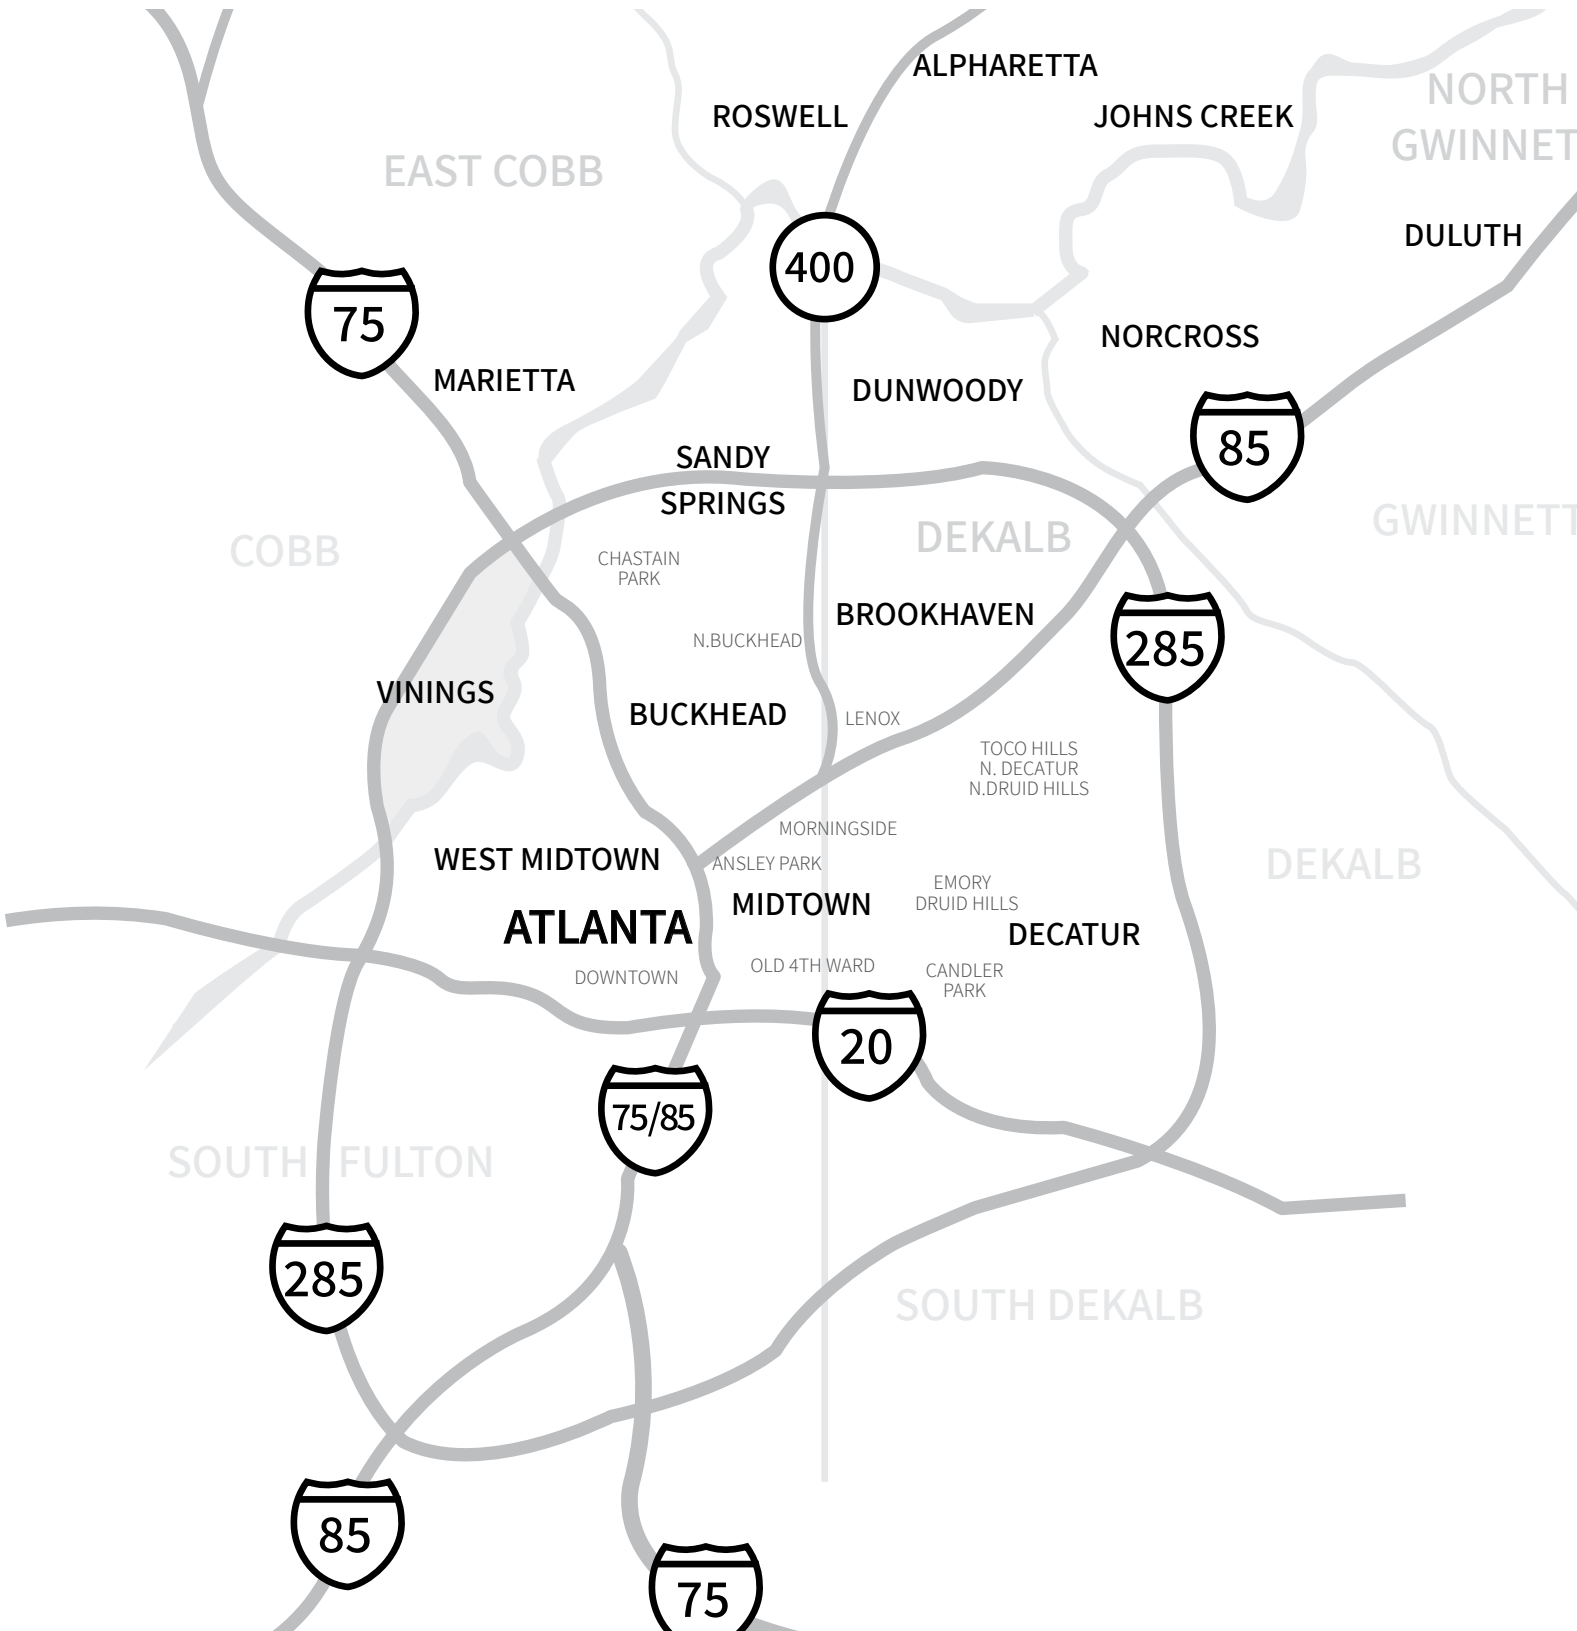 ALPHARETTA
NORTH
ROSWELL
JOHNS CREEK
GWINNET
EAST COBB
DULUTH
400
75
NORCROSS
MARIETTA
DUNWOODY
85
SANDY
SPRINGS
GWINNETT
DEKALB
COBB
CHASTAIN
PARK
BROOKHAVEN
N.BUCKHEAD
285
VININGS
BUCKHEAD
LENOX
TOCO HILLS
N. DECATUR
N.DRUID HILLS
MORNINGSIDE
WEST MIDTOWN
ANSLEY PARK
DEKALB
EMORY
DRUID HILLS
MIDTOWN
ATLANTA
DECATUR
OLD 4TH WARD
DOWNTOWN
CANDLER
PARK
20
75/85
SOUTH FULTON
285
SOUTH DEKALB
85
75